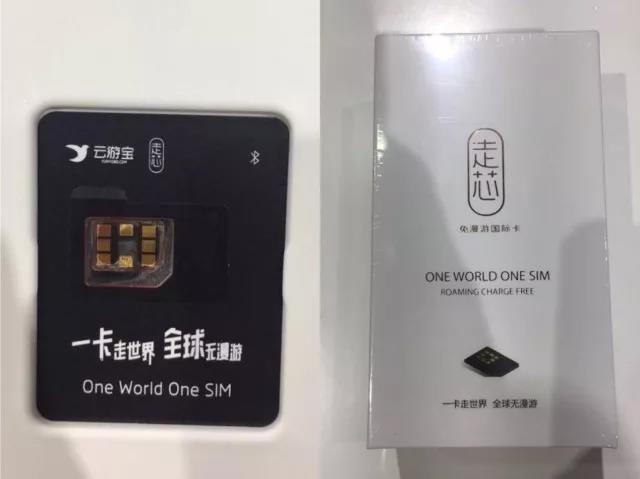 云游宝
走芯
一卡走世界 全球无漫游
One World One SIM
走芯
免漫游国际卡
ONE WORLD ONE SIM
ROAMING CHARGE FREE
一卡走世界 全球无漫游